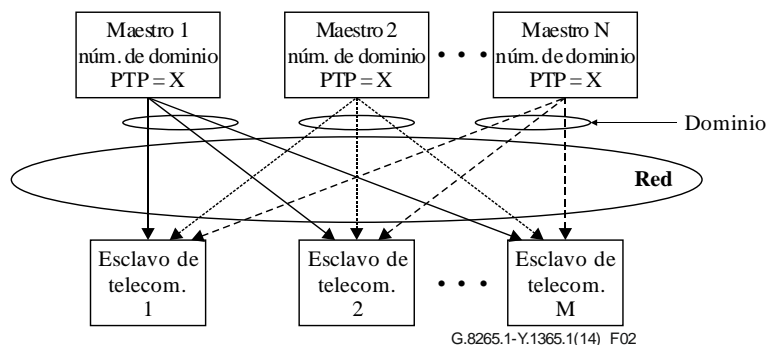 Maestro 1
núm. de dominio
PTP = X
Maestro 2
núm. de dominio
PTP = X
• • •
Maestro N
núm. de dominio
PTP = X
Dominio
Red
Esclavo de
telecom.
1
Esclavo de
telecom.
2
• • •
Esclavo de
telecom.
M
G.8265.1-Y.1365.1(14)_F02